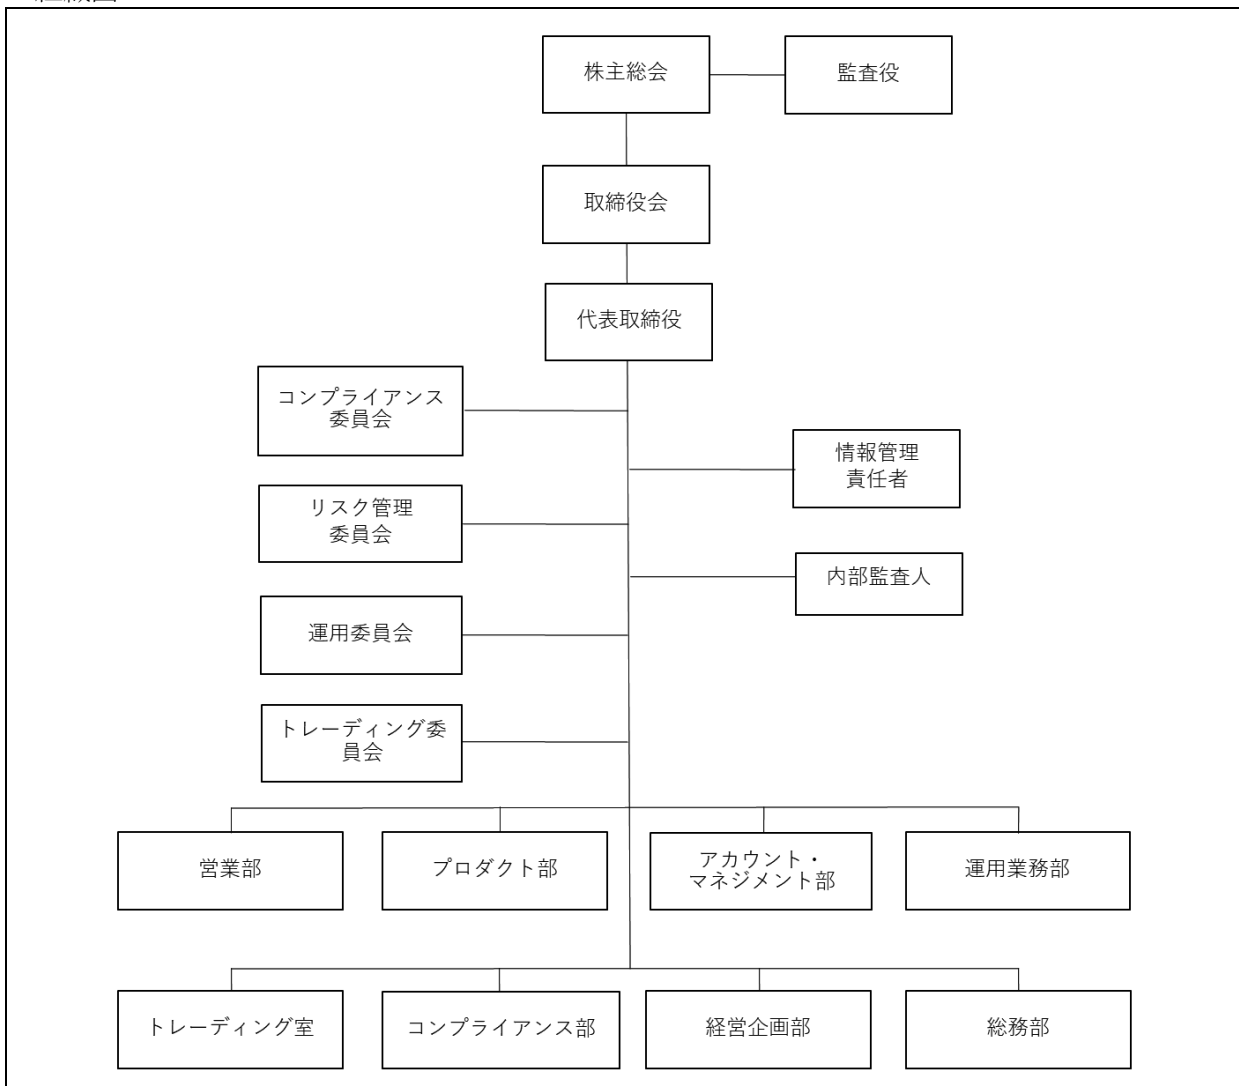 株主総会
監査役
取締役会
代表取締役
コンプライアンス
委員会
情報管理
責任者
リスク管理
委員会
内部監査人
運用委員会
トレーディング委
員会
営業部
プロダクト部
アカウント・
マネジメント部
運用業務部
トレーディング室
コンプライアンス部
経営企画部
総務部